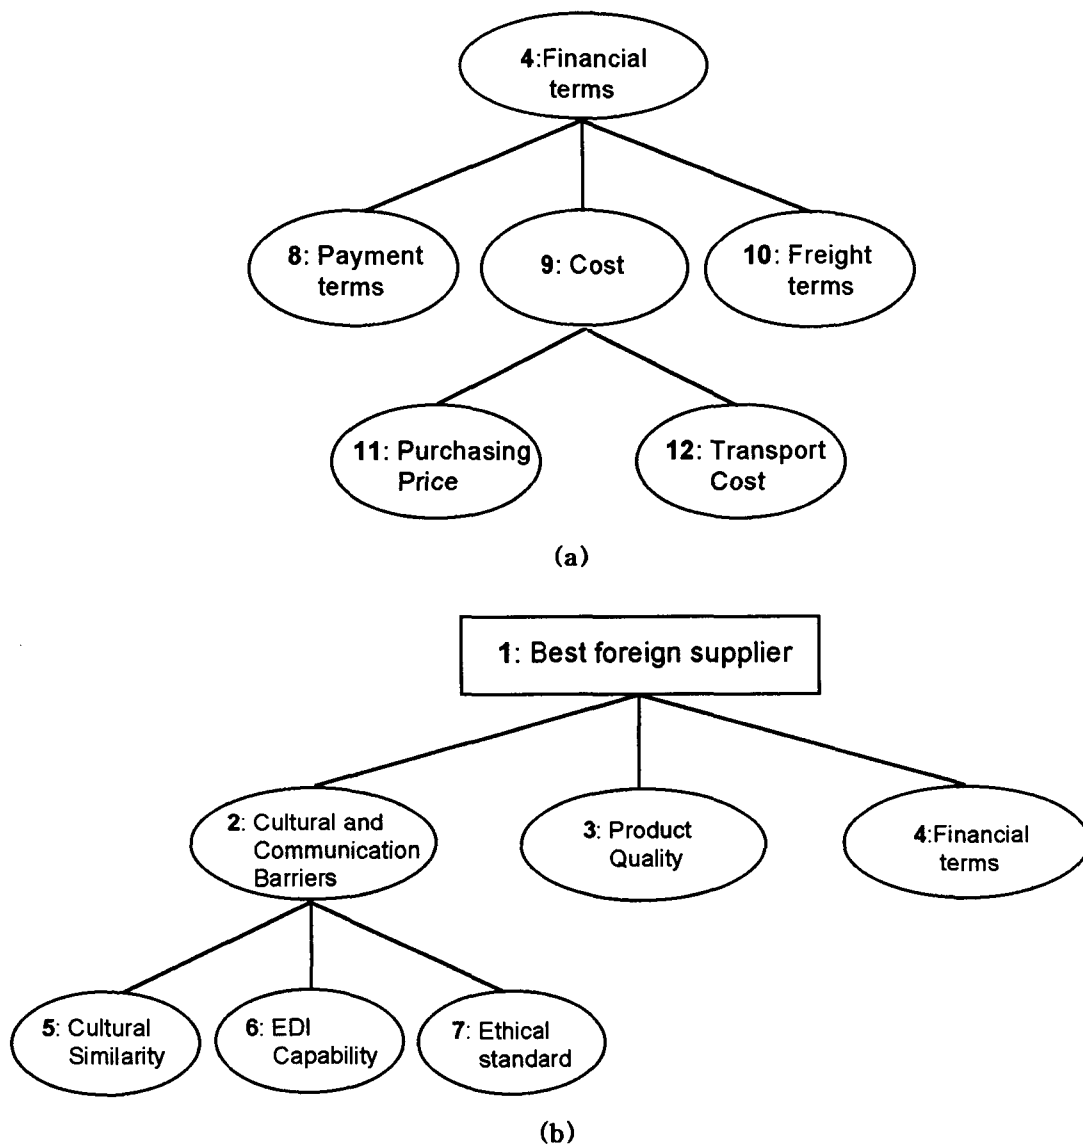 4:Financial
terms
8: Payment
terms
9: Cost
10: Freight
terms
11: Purchasing
Price
12: Transport
Cost
(a)
1: Best foreign supplier
2: Cultural and
Communication
Barriers
3: Product
Quality
4:Financial
terms
5: Cultural
Similarity
6: EDI
Capability
7: Ethical
standard
(b)